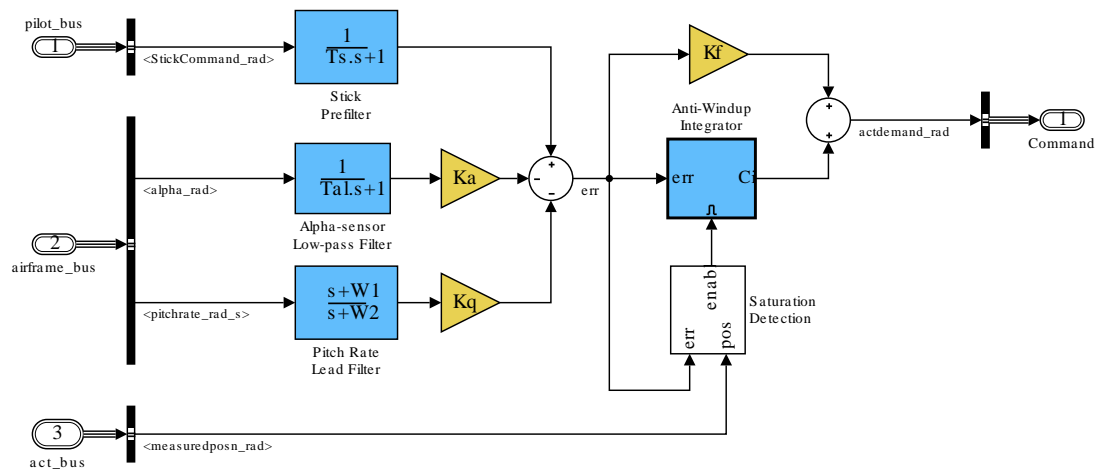 pilot_bus
1
<StickCommand_rad>
1
Ts.s+1
Stick
Prefilter
Kf
Anti-Windup
Integrator
err
Ci
actdemand_rad
1
Command
<alpha_rad>
1
Tal.s+1
Alpha-sensor
Low-pass Filter
Ka
err
2
airframe_bus
<pitchrate_rad_s>
s+W1
s+W2
Pitch Rate
Lead Filter
Kq
enabl
err
pos
Saturation
Detection
3
act_bus
<measuredposn_rad>